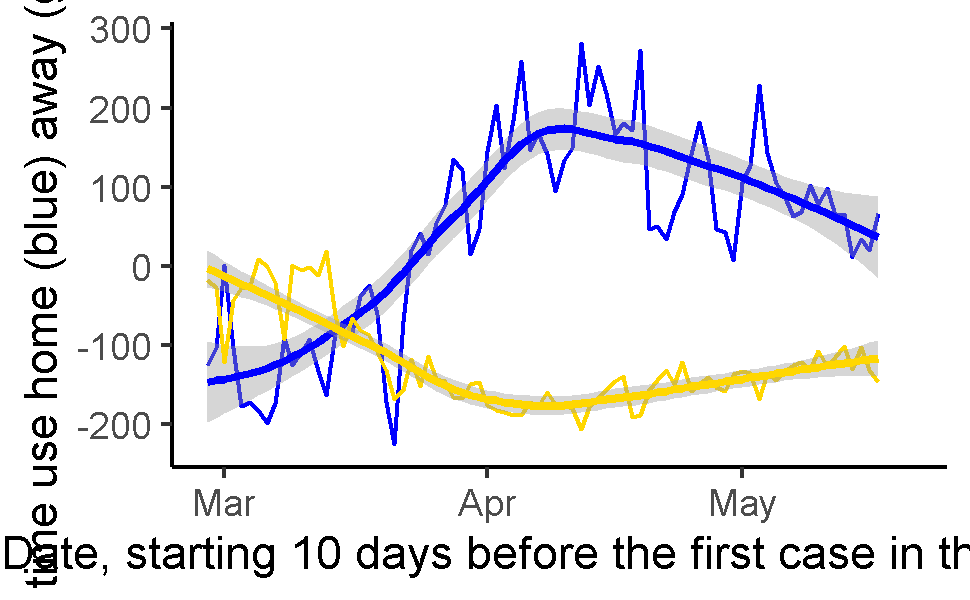 time use home (blue) away (
300
200
100
0
-100
-200
Mar Apr May
Date, starting 10 days before the first case in th